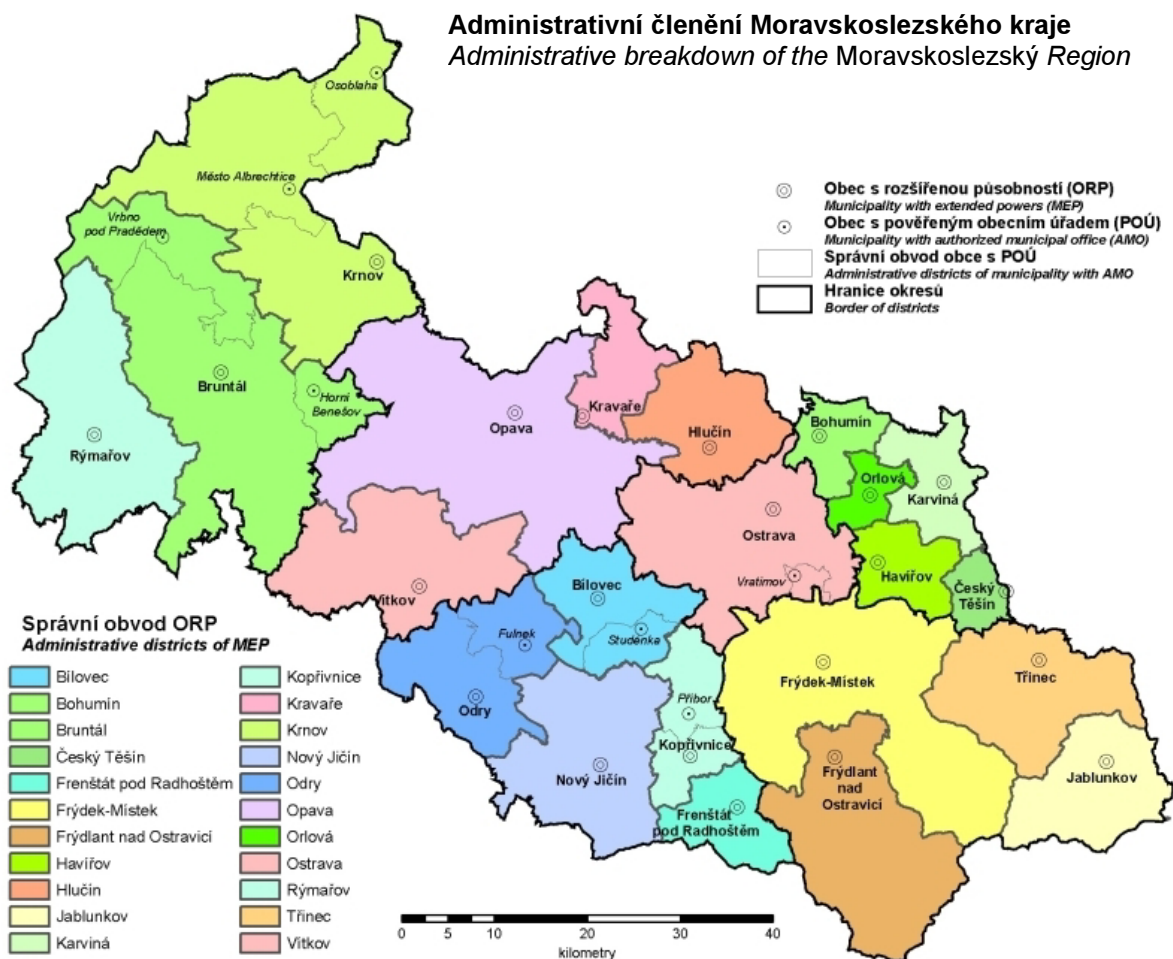 Administrativní členění Moravskoslezského kraje
Administrative breakdown of the Moravskoslezský Region
Osoblaha
Město Albrechtice
Vrbno
pod Pradědem
Krnov
Bruntál
Horní
Benešov
Rýmařov
Opava
Kravaře
Hlučín
Bohumín
Orlová
Karviná
Ostrava
Vratimov
Havířov
Český
Těšín
Vítkov
Bílovec
Studénka
Fulnek
Odry
Nový Jičín
Příbor
Kopřivnice
Frenštát
pod Radhoštěm
Frýdek-Místek
Frýdlant
nad
Ostravicí
Třinec
Jablunkov
Obec s rozšířenou působností (ORP)
Municipality with extended powers (MEP)
Obec s pověřeným obecním úřadem (POÚ)
Municipality with authorized municipal office (AMO)
Správní obvod obce s POÚ
Administrative districts of municipality with AMO
Hranice okresů
Border of districts
Správní obvod ORP
Administrative districts of MEP
Bílovec
Bohumín
Bruntál
Český Těšín
Frenštát pod Radhoštěm
Frýdek-Místek
Frýdlant nad Ostravicí
Havířov
Hlučín
Jablunkov
Karviná
Kopřivnice
Kravaře
Krnov
Nový Jičín
Odry
Opava
Orlová
Ostrava
Rýmařov
Třinec
Vítkov
0 5 10 20 30 40
kilometry